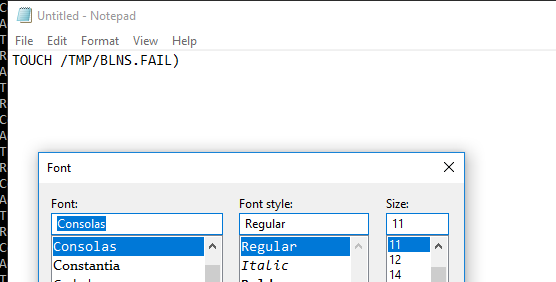 Untitled - Notepad
File Edit Format View Help
TOUCH /TMP/BLNS.FAIL)
Font
Font: Font style: Size:
Consolas Regular 11
Consolas Regular 11
Constantia Italic 12
14
C
A
T
R
C
A
T
R
C
A
T
R
C
A
T
R